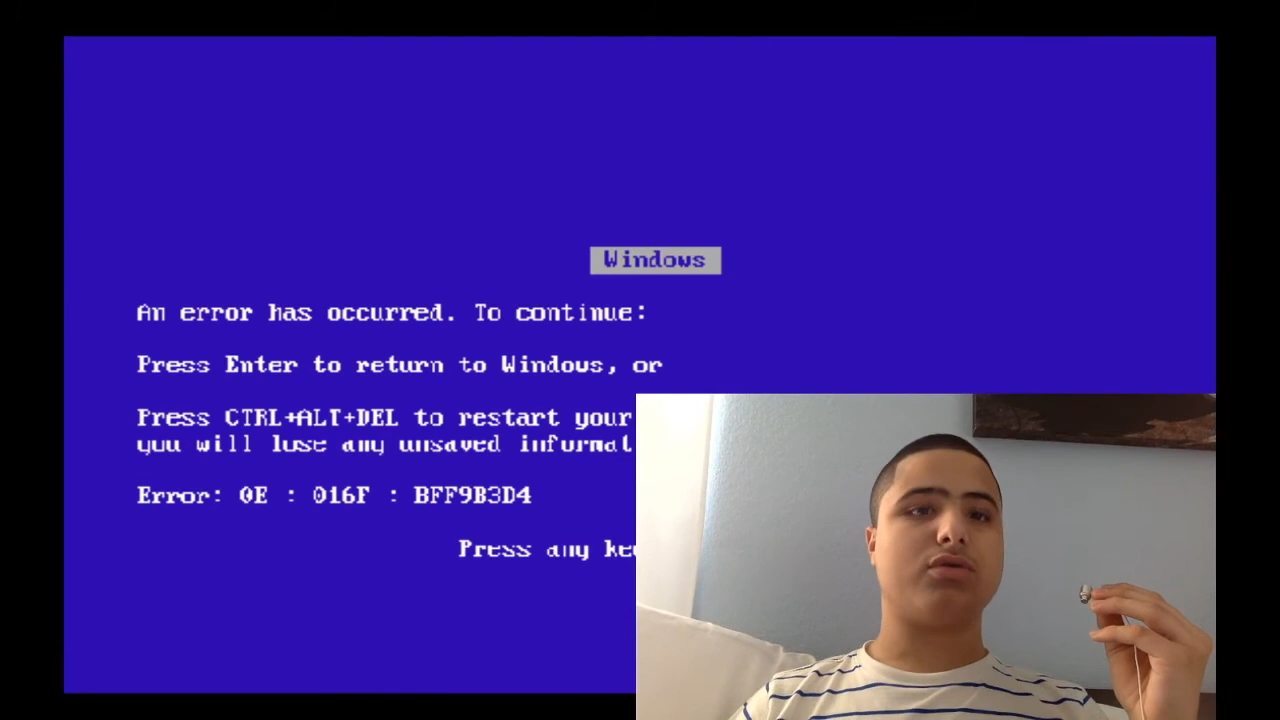 Windows
An error has occurred. To continue:
Press Enter to return to Windows, or
Press CTRL+ALT+DEL to restart your
you will lose any unsaved informat
Error: 0E : 016F : BFF9B3D4
Press any